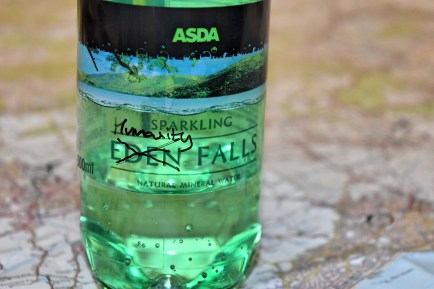 ASDA
SPARKLING
Humanity
EDEN FALLS
NATURAL MINERAL WATER
500ml